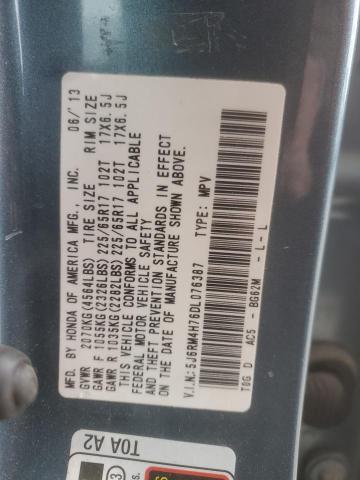 MFD. BY HONDA OF AMERICA MFG., INC. 06/'13
GVWR 2070KG(4564LBS) TIRE SIZE RIM SIZE
GAWR F 1055KG(2326LBS) 225/65R17 102T 17X6.5J
GAWR R 1035KG(2282LBS) 225/65R17 102T 17X6.5J
THIS VEHICLE CONFORMS TO ALL APPLICABLE
FEDERAL MOTOR VEHICLE SAFETY
AND THEFT PREVENTION STANDARDS IN EFFECT
ON THE DATE OF MANUFACTURE SHOWN ABOVE.
V.I.N.: 5J6RM4H76DL076387 TYPE: MPV
T0G D AC5 - BG62M - L - L
T0A A2